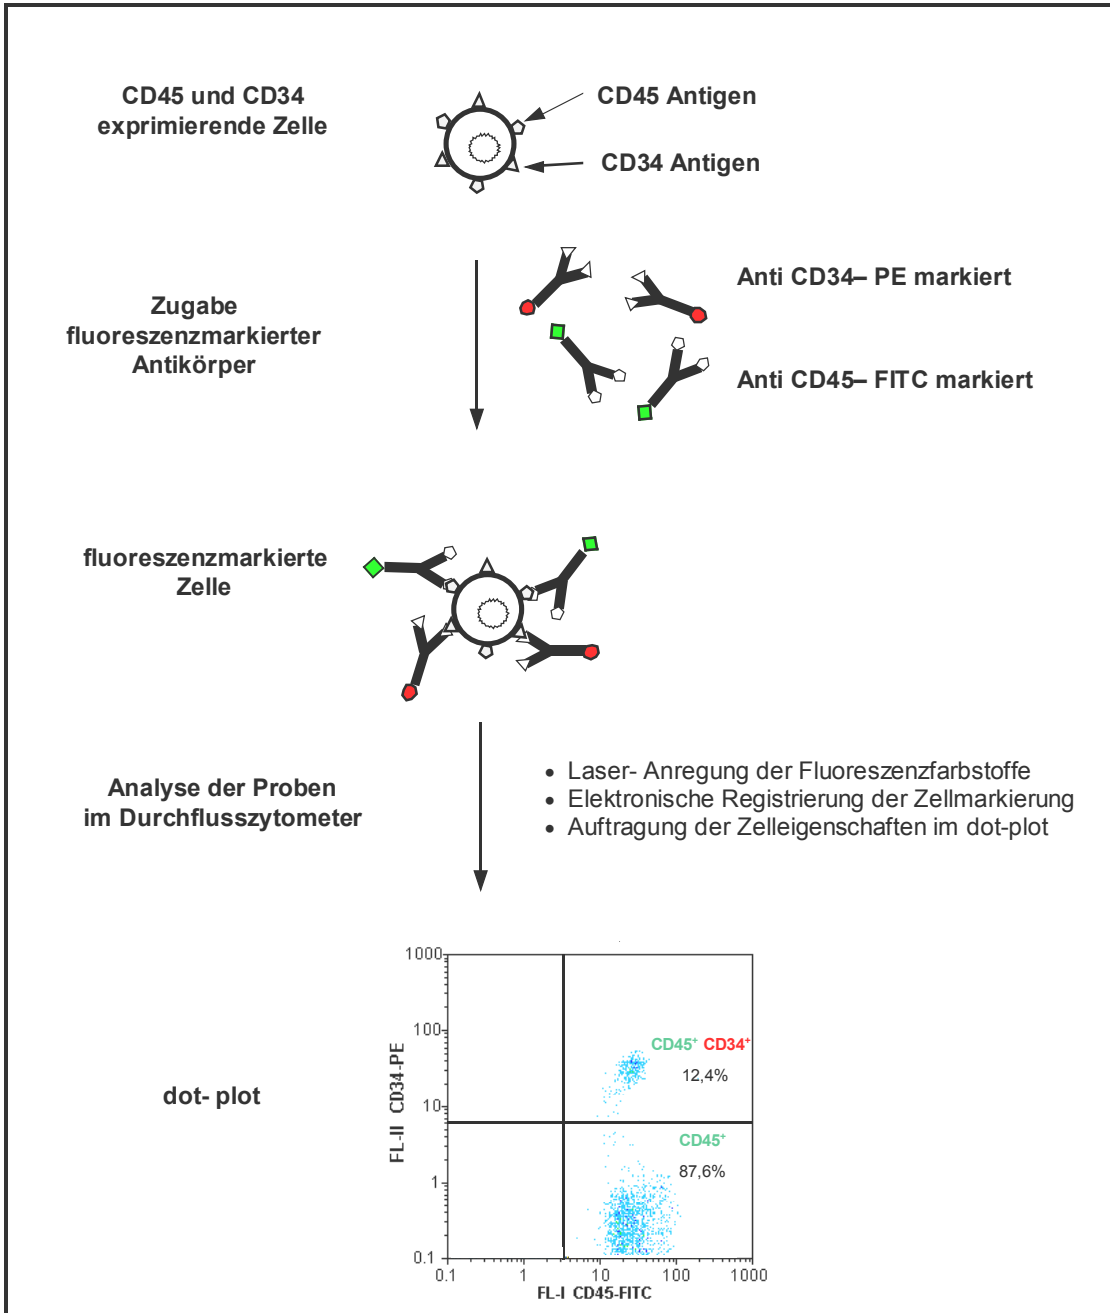 CD45 und CD34
exprimierende Zelle
CD45 Antigen
CD34 Antigen
Zugabe
fluoreszenzmarkierter
Antikörper
Anti CD34– PE markiert
Anti CD45– FITC markiert
fluoreszenzmarkierte
Zelle
Analyse der Proben
im Durchflusszytometer
• Laser- Anregung der Fluoreszenzfarbstoffe
• Elektronische Registrierung der Zellmarkierung
• Auftragung der Zelleigenschaften im dot-plot
dot- plot
FL-II CD34-PE
1000
100
10
1
0.1
CD45⁺ CD34⁺
12,4%
CD45⁺
87,6%
0.1 1 10 100 1000
FL-I CD45-FITC